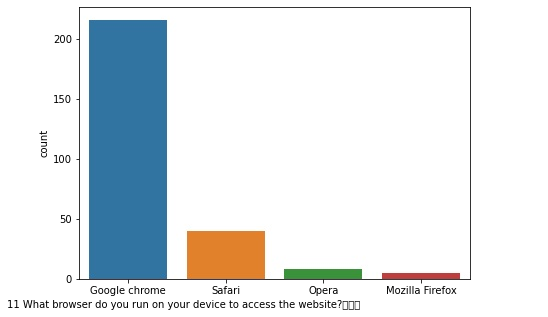 200
150
100
50
0
count
Google chrome Safari Opera Mozilla Firefox
11 What browser do you run on your device to access the website?